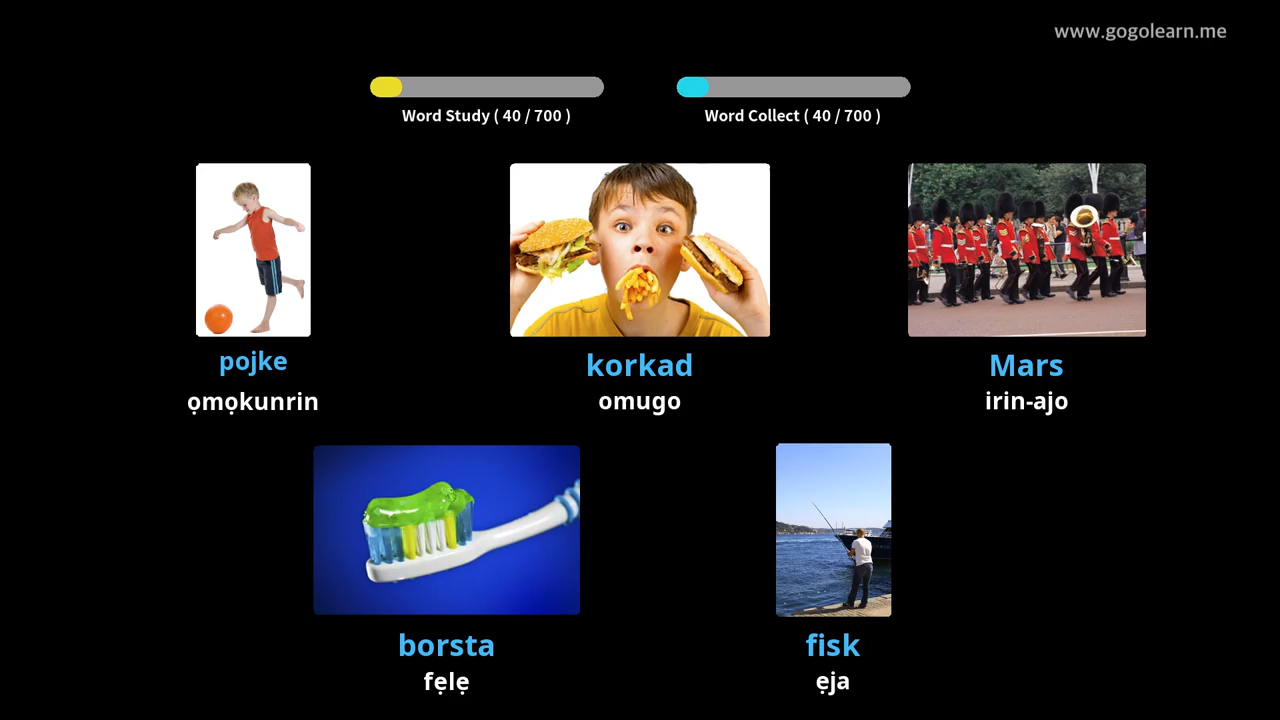 www.gogolearn.me
Word Study ( 40 / 700 )
Word Collect ( 40 / 700 )
pojke
ọmọkunrin
korkad
omugo
Mars
irin-ajo
borsta
fẹlẹ
fisk
ẹja